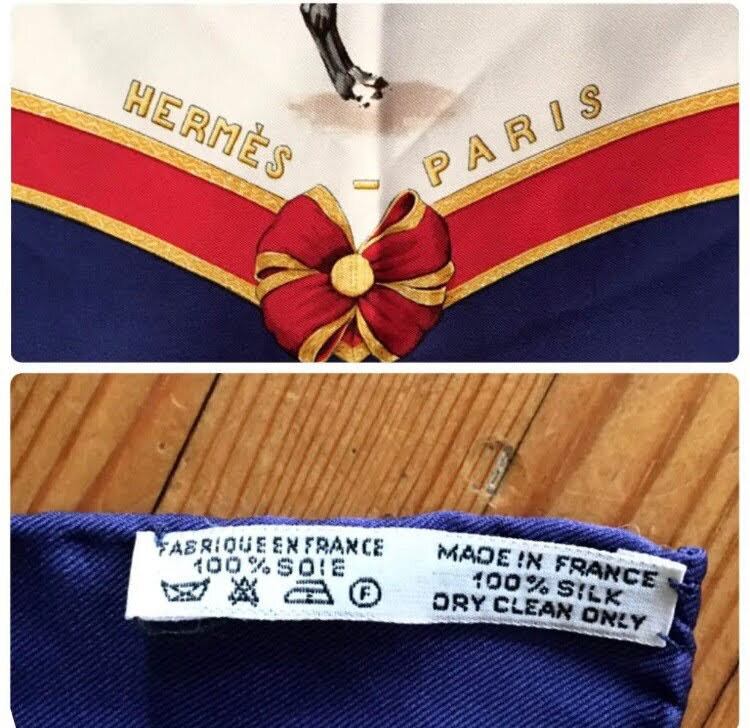 HERMÈS – PARIS
FABRIQUE EN FRANCE
100% SOIE
F
MADE IN FRANCE
100% SILK
DRY CLEAN ONLY